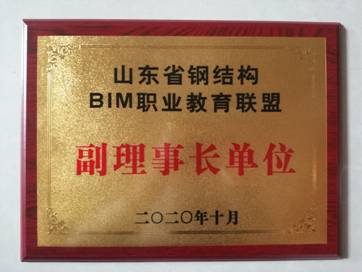 山东省钢结构
BIM职业教育联盟
副理事长单位
二〇二〇年十月